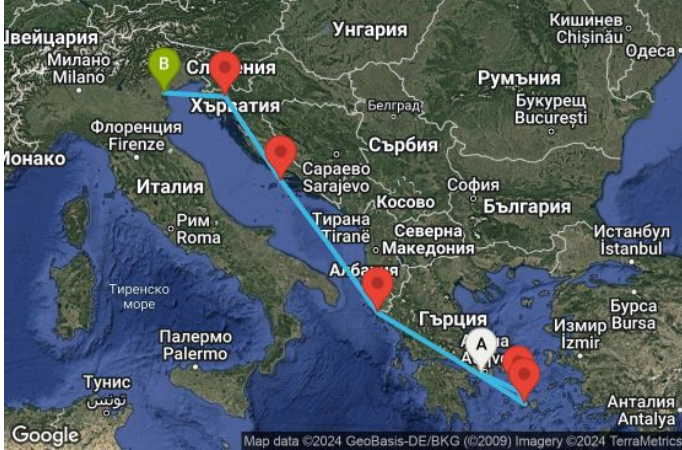 Швейцария
Милано
Milano
Словения
Хърватия
Унгария
Кишинев
Chișinău
Одеса
Румъния
Букурещ
București
Белград
Флоренция
Firenze
Монако
Италия
Сараево
Sarajevo
Сърбия
Косово
София
България
Рим
Roma
Тирана
Tiranë
Северна
Македония
Истанбул
İstanbul
Албания
Тиренско
море
Гърция
Бурса
Bursa
Измир
İzmir
Палермо
Palermo
Тунис
تونس
Анталия
Antalya
A
B
Google
Map data ©2024 GeoBasis-DE/BKG (©2009) Imagery ©2024 TerraMetrics